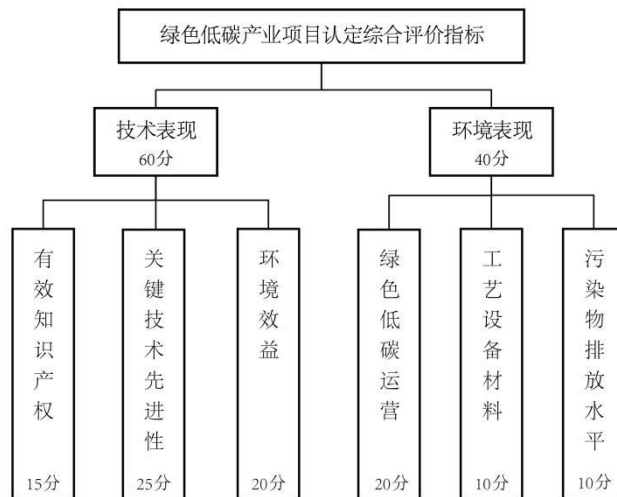 绿色低碳产业项目认定综合评价指标
技术表现
60分
环境表现
40分
有效知识产权
15分
关键技术先进性
25分
环境效益
20分
绿色低碳运营
20分
工艺设备材料
10分
污染物排放水平
10分